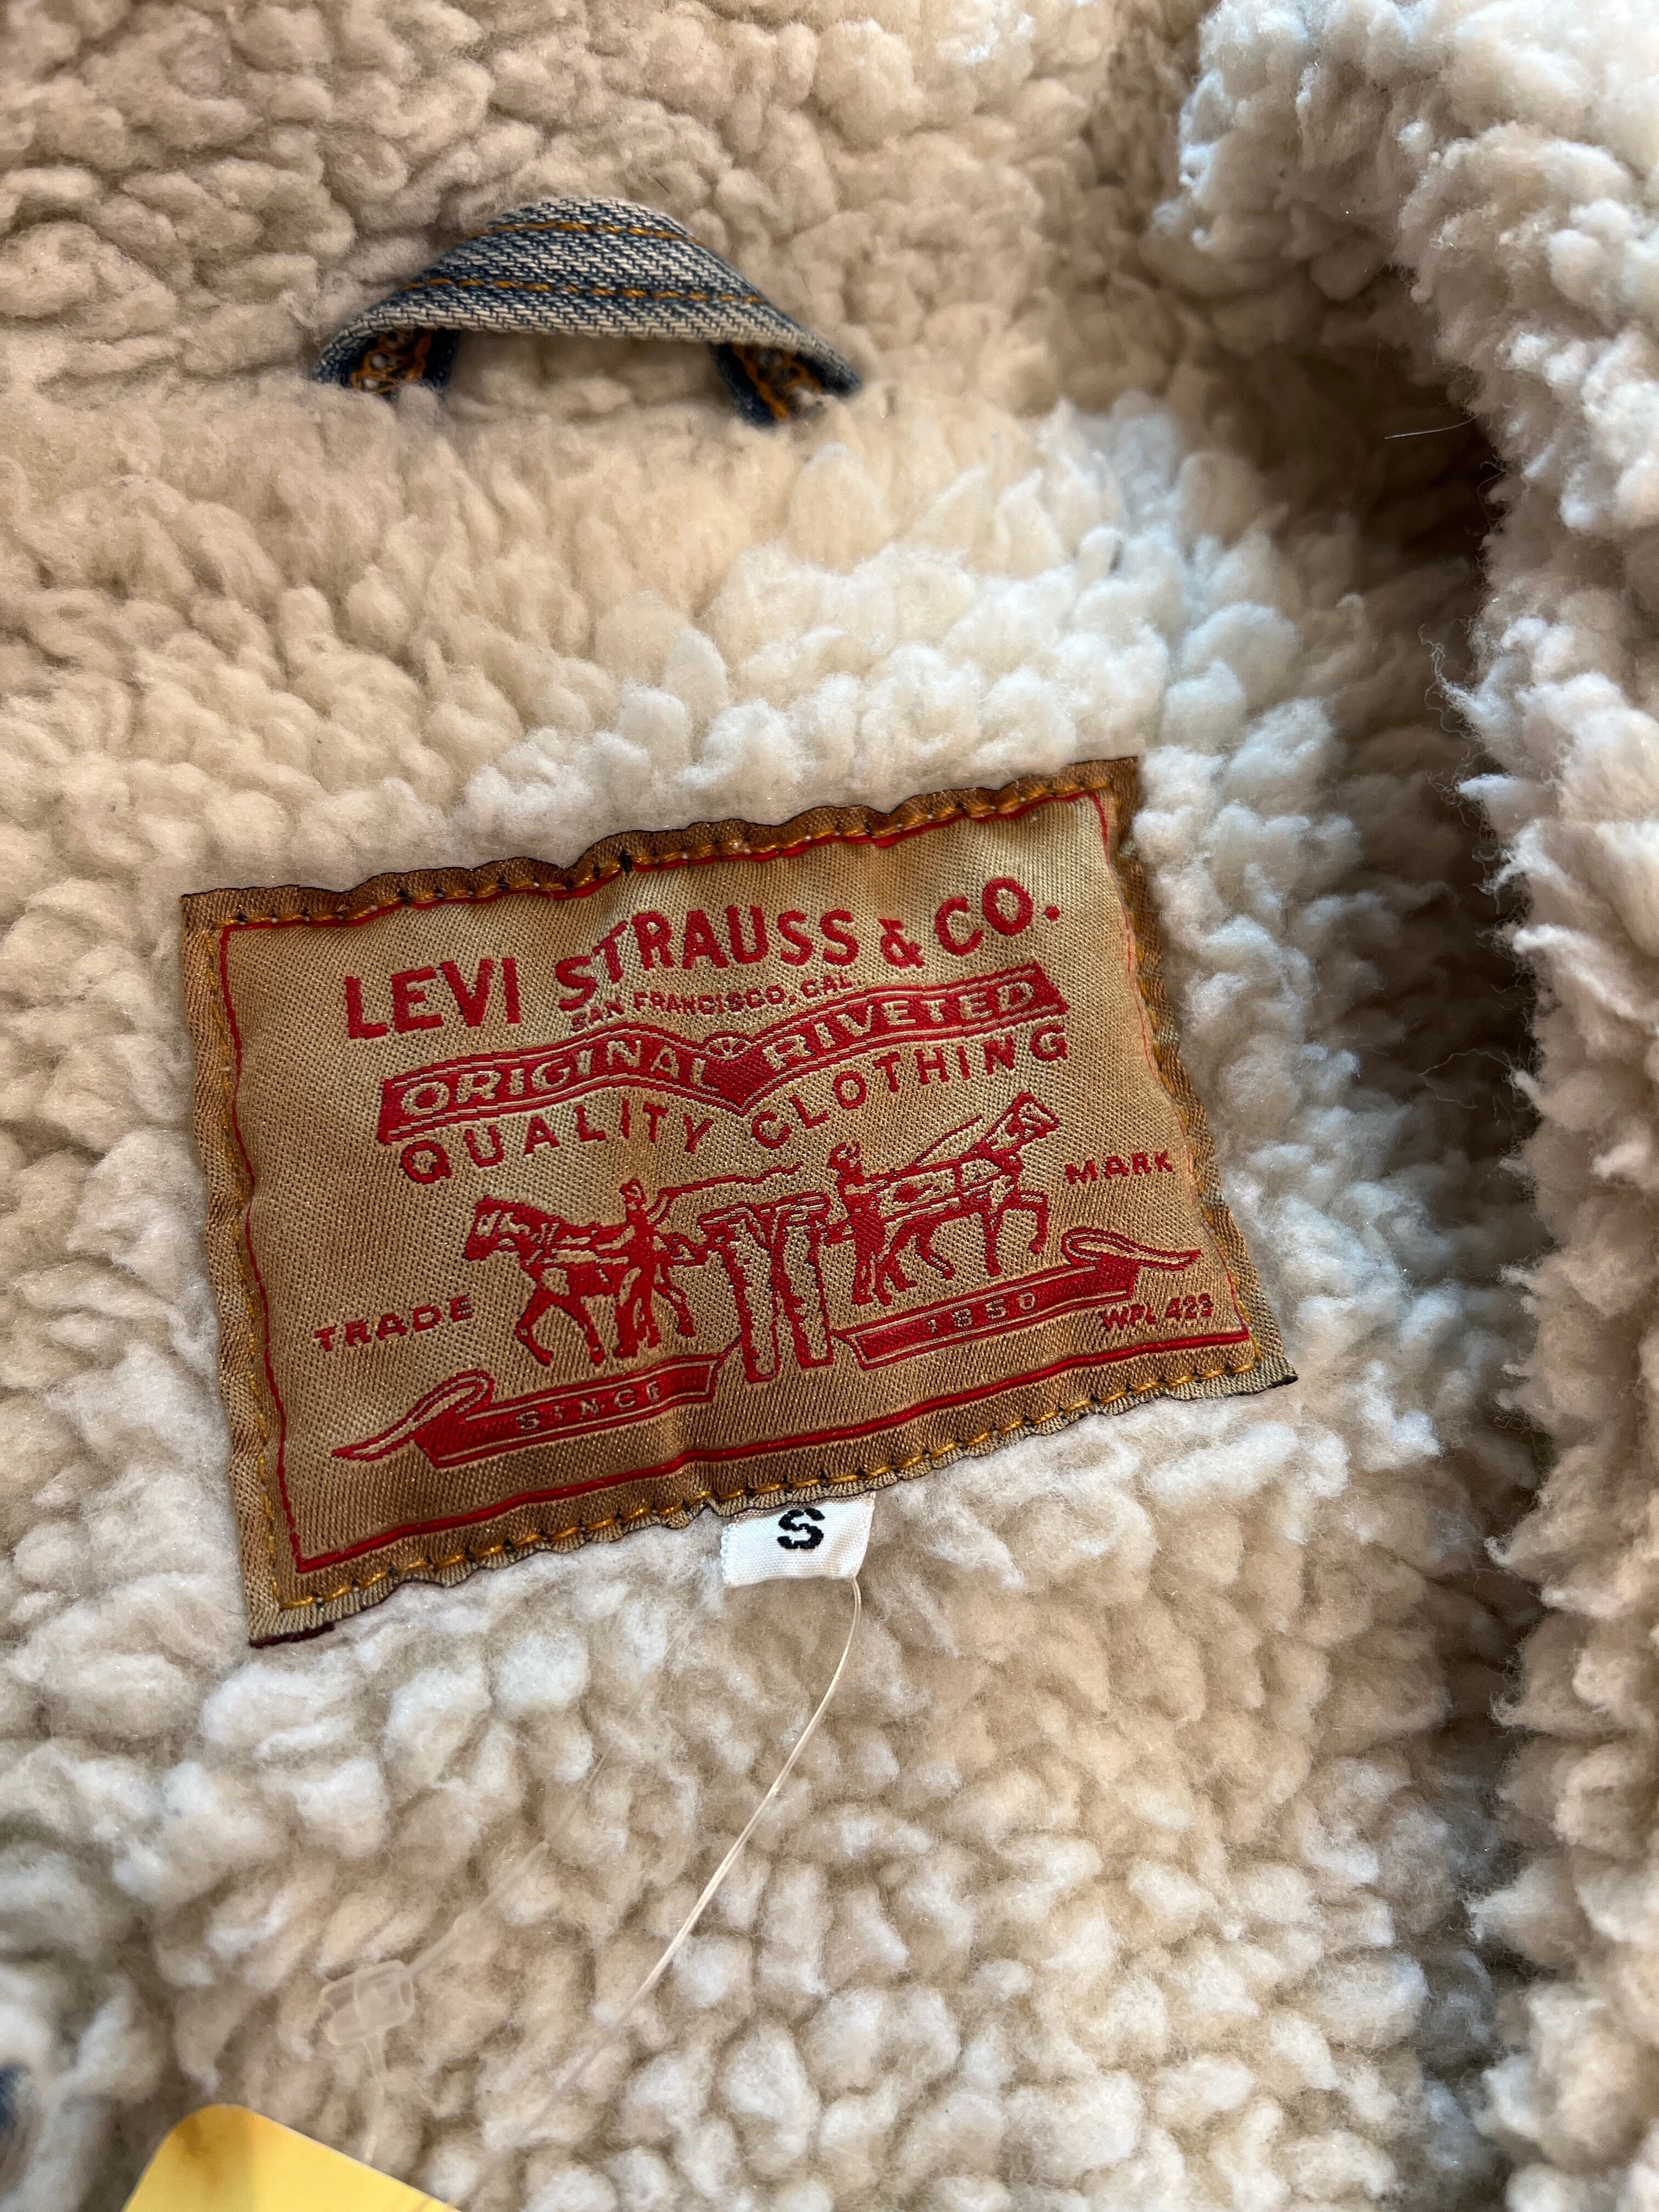 LEVI STRAUSS & CO.
SAN FRANCISCO, CAL.
ORIGINAL RIVETED
QUALITY CLOTHING
TRADE MARK
SINCE 1850
WPL 423
S